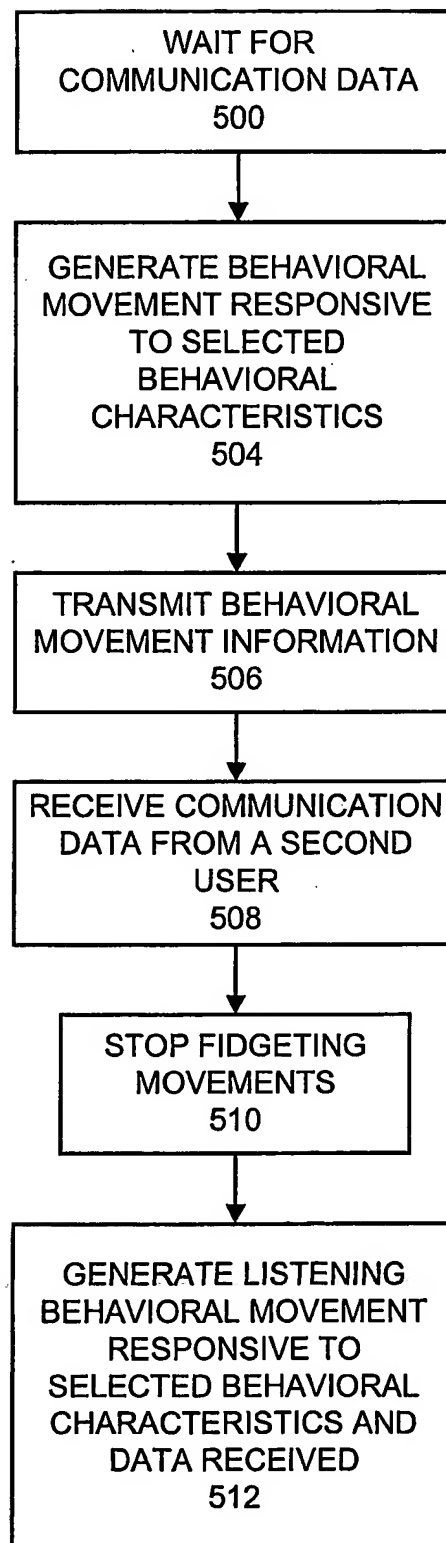 WAIT FOR
COMMUNICATION DATA
500
GENERATE BEHAVIORAL
MOVEMENT RESPONSIVE
TO SELECTED
BEHAVIORAL
CHARACTERISTICS
504
TRANSMIT BEHAVIORAL
MOVEMENT INFORMATION
506
RECEIVE COMMUNICATION
DATA FROM A SECOND
USER
508
STOP FIDGETING
MOVEMENTS
510
GENERATE LISTENING
BEHAVIORAL MOVEMENT
RESPONSIVE TO
SELECTED BEHAVIORAL
CHARACTERISTICS AND
DATA RECEIVED
512